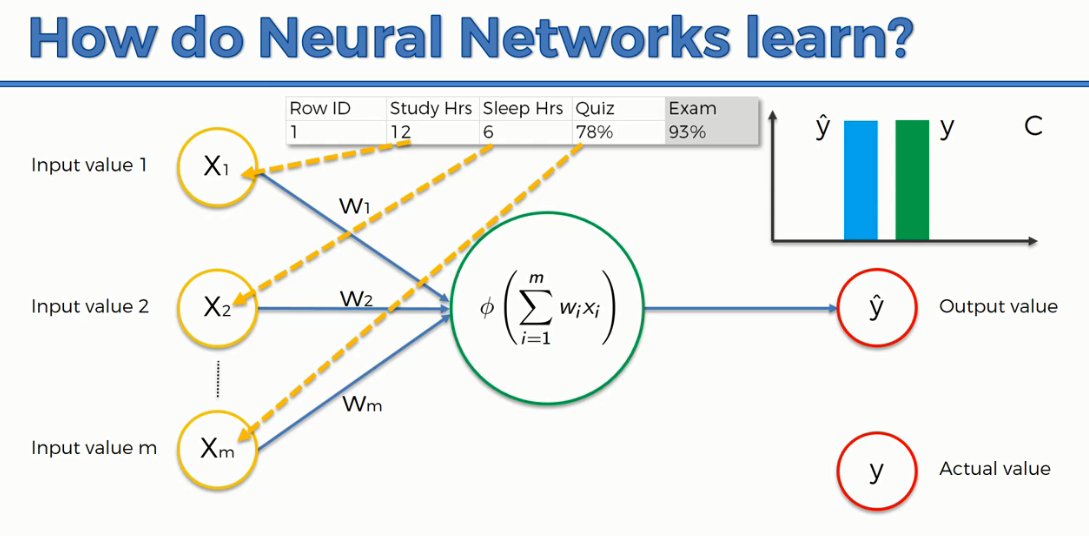 How do Neural Networks learn?
Row ID Study Hrs Sleep Hrs Quiz Exam
1 12 6 78% 93%
ŷ y C
Input value 1 X₁
W₁
Input value 2 X₂ W₂ ϕ(∑ᵢ₌₁ᵐ wᵢxᵢ) ŷ Output value
Wₘ
Input value m Xₘ
y Actual value